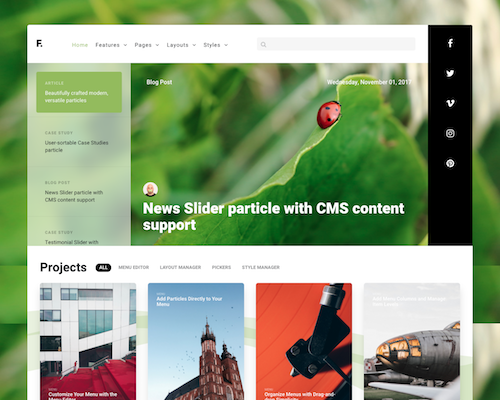 F.
Home Features Pages Layouts Styles
ARTICLE
Beautifully crafted modern,
versatile particles
CASE STUDY
User-sortable Case Studies
particle
BLOG POST
News Slider particle with
CMS content support
CASE STUDY
Testimonial Slider with
Blog Post
Wednesday, November 01, 2017
News Slider particle with CMS content
support
Projects
ALL MENU EDITOR LAYOUT MANAGER PICKERS STYLE MANAGER
Customize Your Menu with the
Menu Editor
Add Particles Directly to Your
Menu
Organize Menus with Drag-and-